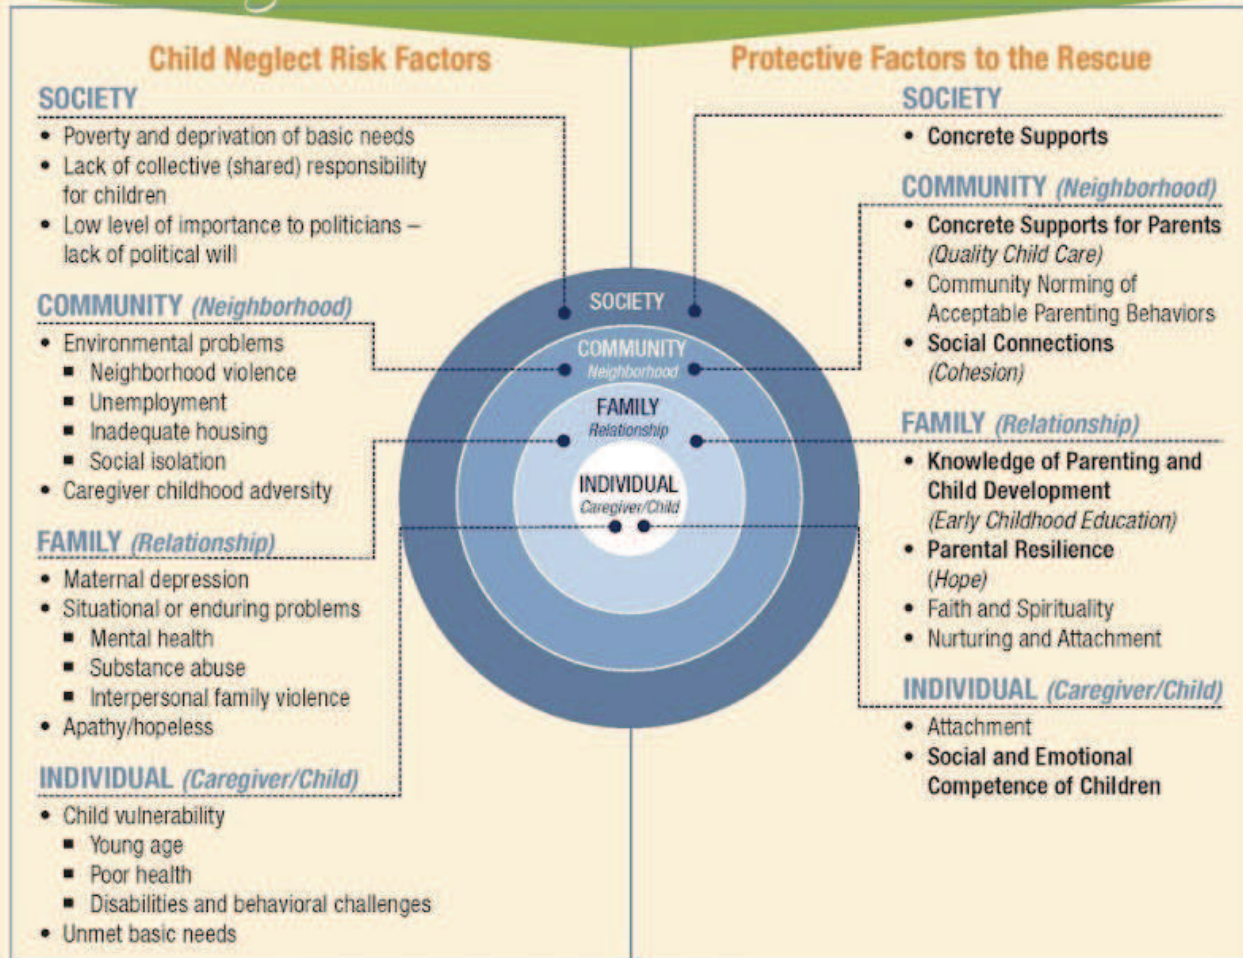 Child Neglect Risk Factors
SOCIETY
• Poverty and deprivation of basic needs
• Lack of collective (shared) responsibility
for children
• Low level of importance to politicians –
lack of political will
COMMUNITY (Neighborhood)
• Environmental problems
▪ Neighborhood violence
▪ Unemployment
▪ Inadequate housing
▪ Social isolation
• Caregiver childhood adversity
FAMILY (Relationship)
• Maternal depression
• Situational or enduring problems
▪ Mental health
▪ Substance abuse
▪ Interpersonal family violence
• Apathy/hopeless
INDIVIDUAL (Caregiver/Child)
• Child vulnerability
▪ Young age
▪ Poor health
▪ Disabilities and behavioral challenges
• Unmet basic needs
SOCIETY
COMMUNITY
Neighborhood
FAMILY
Relationship
INDIVIDUAL
Caregiver/Child
Protective Factors to the Rescue
SOCIETY
• Concrete Supports
COMMUNITY (Neighborhood)
• Concrete Supports for Parents
(Quality Child Care)
• Community Norming of
Acceptable Parenting Behaviors
• Social Connections
(Cohesion)
FAMILY (Relationship)
• Knowledge of Parenting and
Child Development
(Early Childhood Education)
• Parental Resilience
(Hope)
• Faith and Spirituality
• Nurturing and Attachment
INDIVIDUAL (Caregiver/Child)
• Attachment
• Social and Emotional
Competence of Children